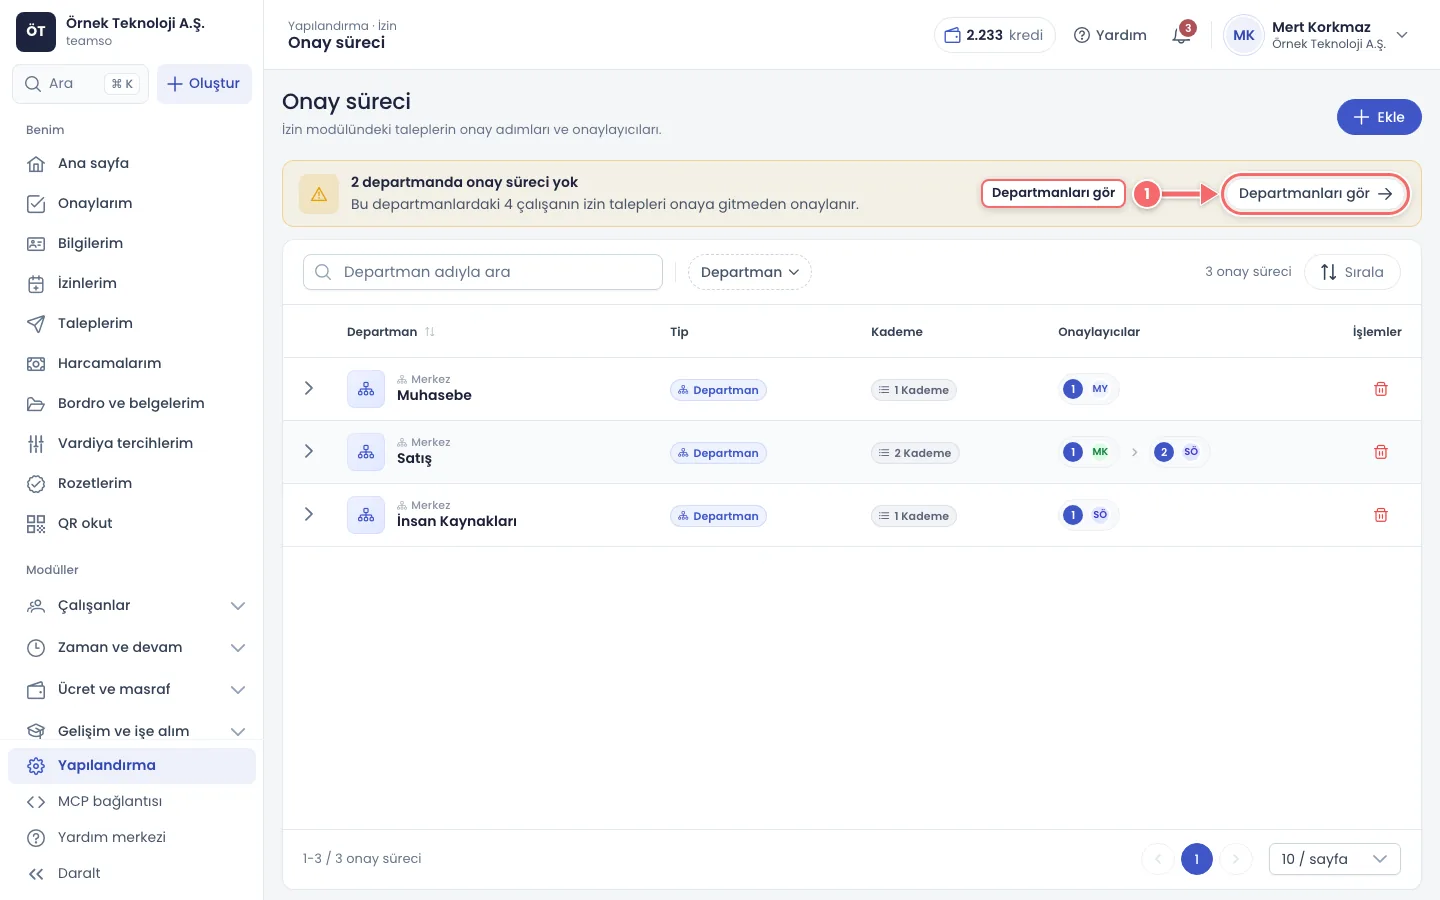 ÖT
Örnek Teknoloji A.Ş.
teamso
Ara
⌘ K
Oluştur
Benim
Ana sayfa
Onaylarım
Bilgilerim
İzinlerim
Taleplerim
Harcamalarım
Bordro ve belgelerim
Vardiya tercihlerim
Rozetlerim
QR okut
Modüller
Çalışanlar
Zaman ve devam
Ücret ve masraf
Gelişim ve işe alım
Yapılandırma
MCP bağlantısı
Yardım merkezi
Daralt
Yapılandırma · İzin
Onay süreci
2.233 kredi
Yardım
3
MK
Mert Korkmaz
Örnek Teknoloji A.Ş.
Onay süreci
İzin modülündeki taleplerin onay adımları ve onaylayıcıları.
Ekle
2 departmanda onay süreci yok
Bu departmanlardaki 4 çalışanın izin talepleri onaya gitmeden onaylanır.
Departmanları gör
1
Departmanları gör
Departman adıyla ara
Departman
3 onay süreci
Sırala
Departman Tip Kademe Onaylayıcılar İşlemler
Merkez
Muhasebe
Departman
1 Kademe
1 MY
Merkez
Satış
Departman
2 Kademe
1 MK 2 SÖ
Merkez
İnsan Kaynakları
Departman
1 Kademe
1 SÖ
1-3 / 3 onay süreci
1
10 / sayfa